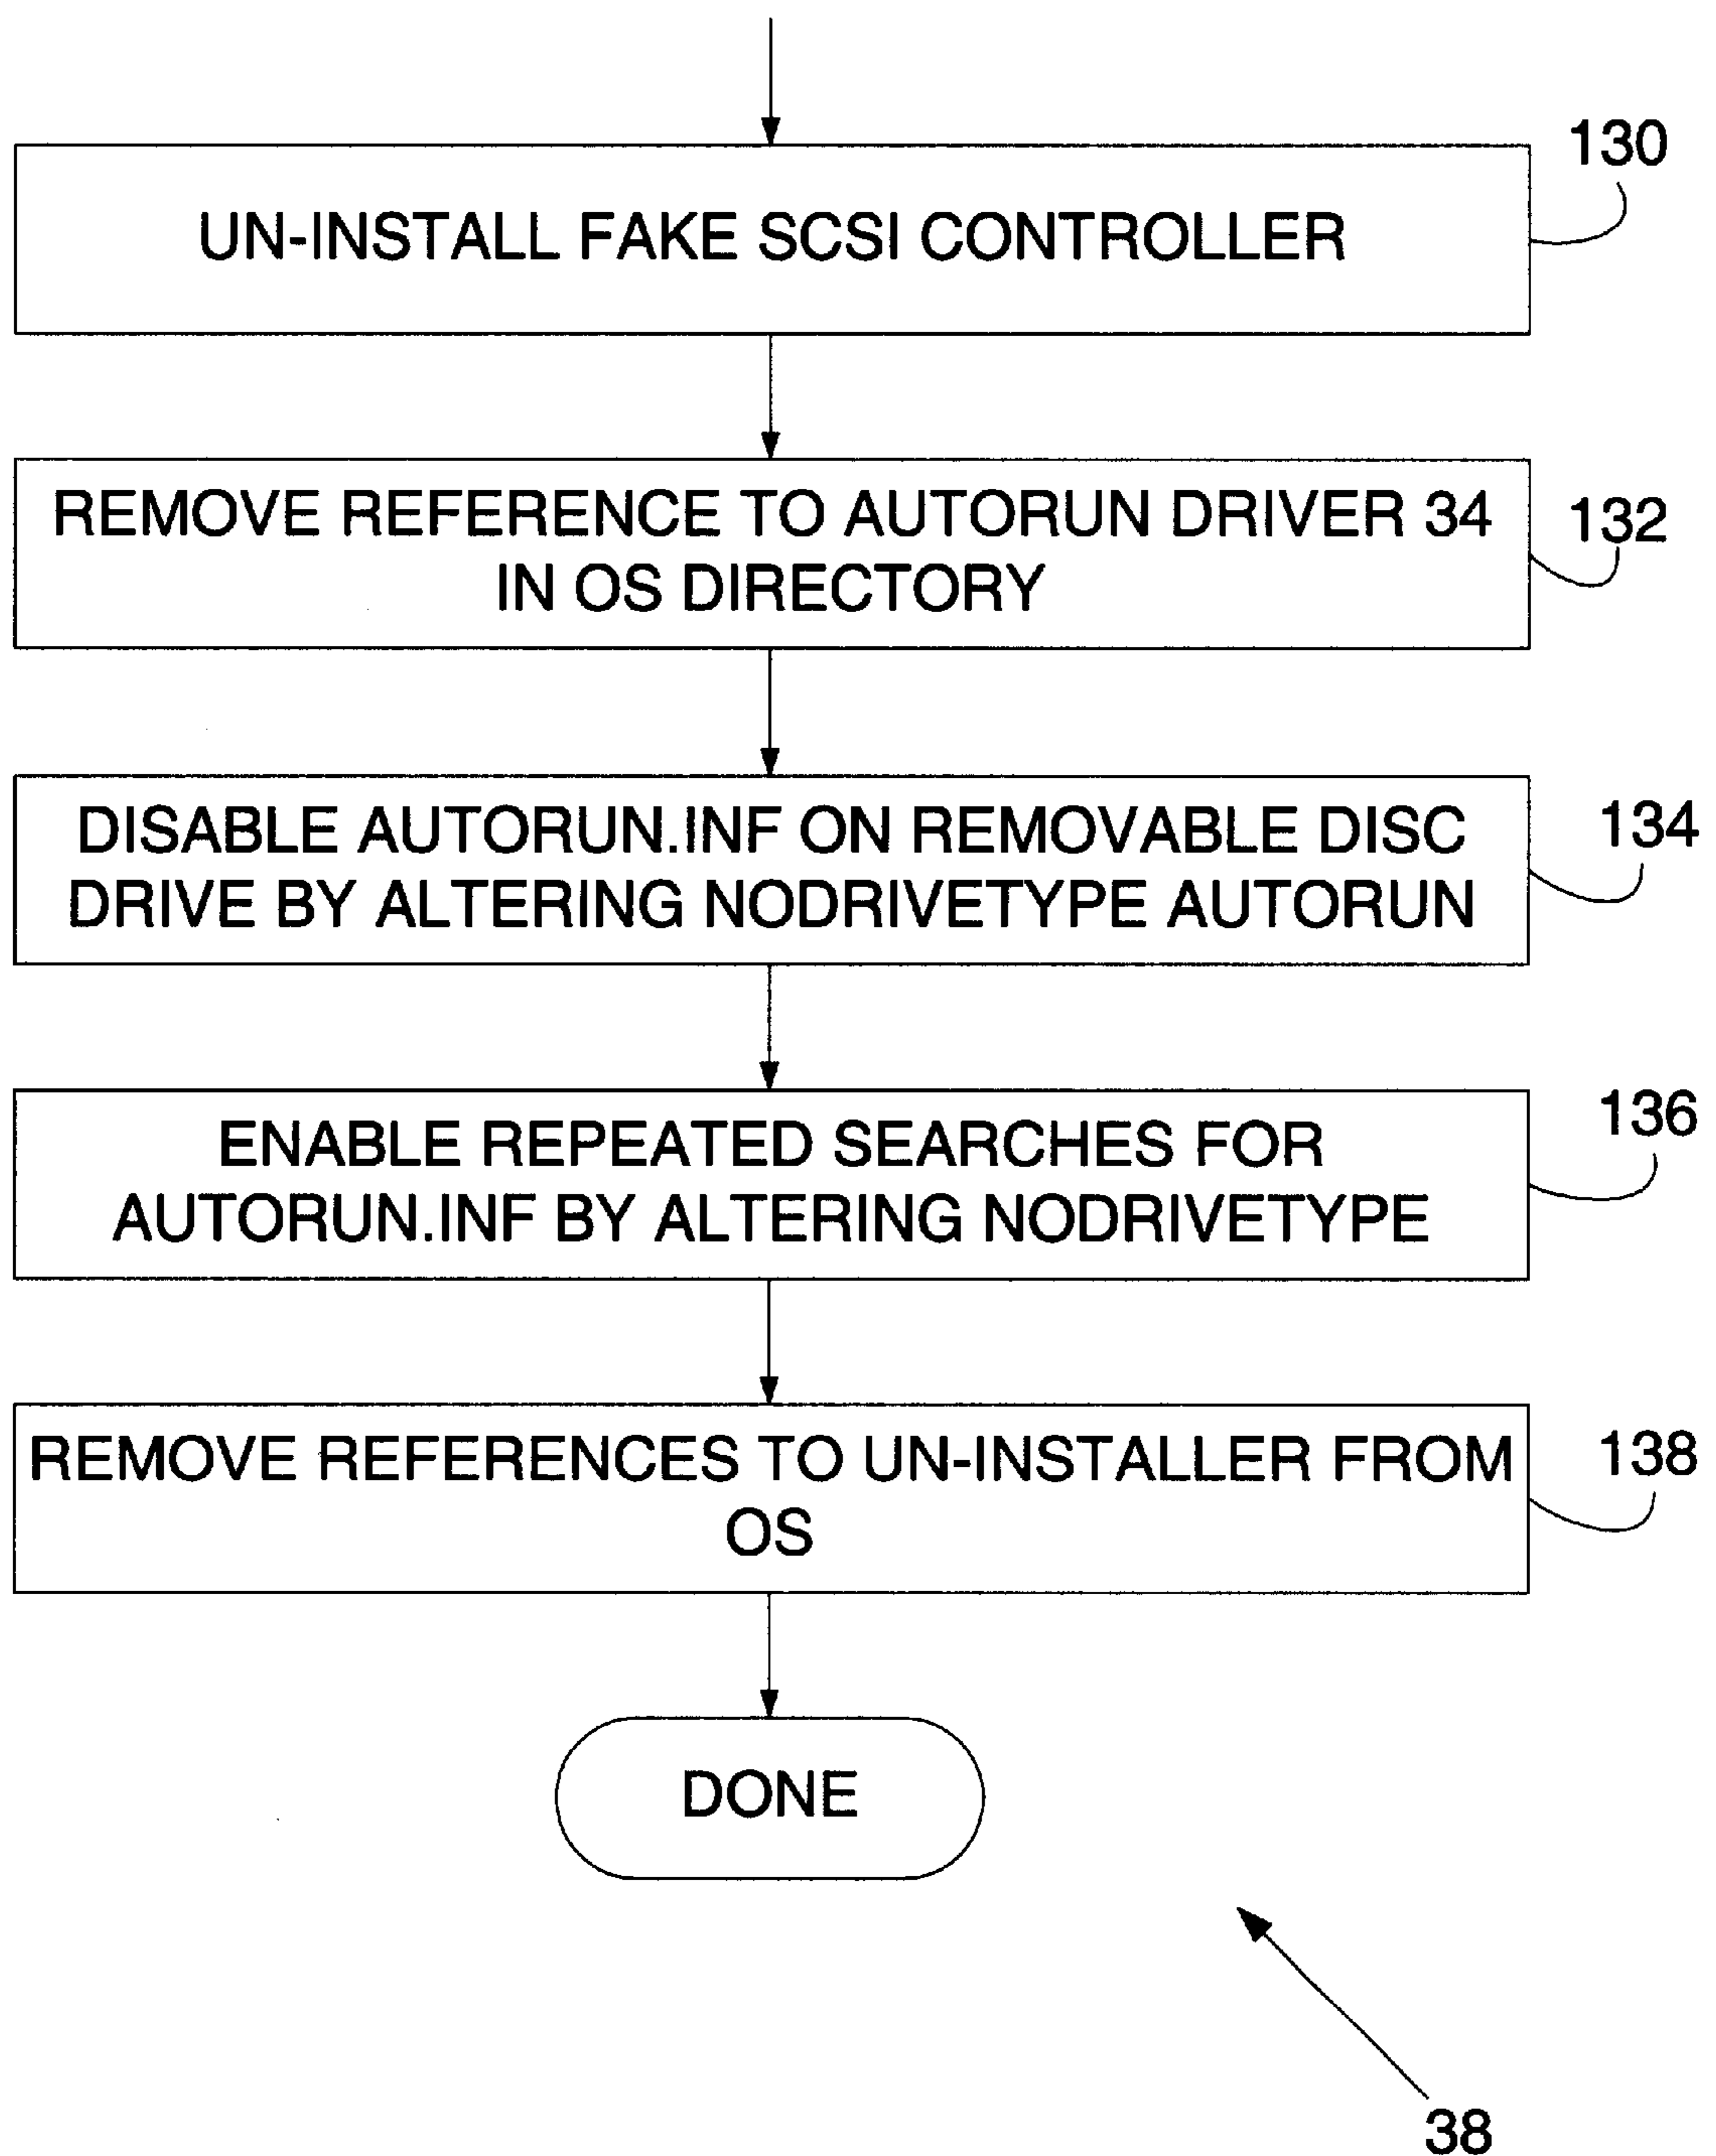 130
UN-INSTALL FAKE SCSI CONTROLLER
REMOVE REFERENCE TO AUTORUN DRIVER 34
IN OS DIRECTORY
132
DISABLE AUTORUN.INF ON REMOVABLE DISC
DRIVE BY ALTERING NODRIVETYPE AUTORUN
134
ENABLE REPEATED SEARCHES FOR
AUTORUN.INF BY ALTERING NODRIVETYPE
136
REMOVE REFERENCES TO UN-INSTALLER FROM
OS
138
DONE
38